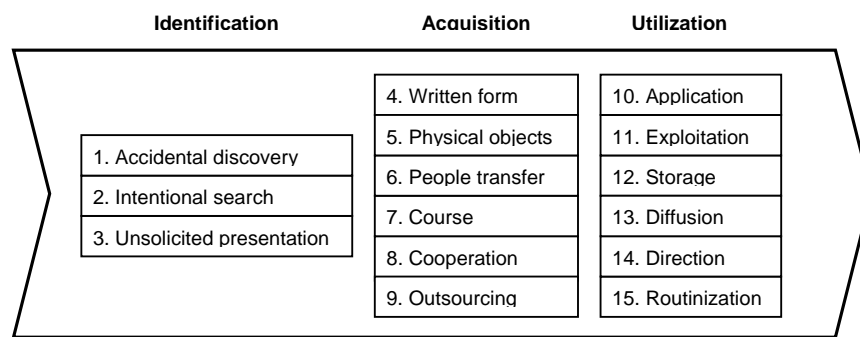 Identification
Acquisition
Utilization
1. Accidental discovery
2. Intentional search
3. Unsolicited presentation
4. Written form
5. Physical objects
6. People transfer
7. Course
8. Cooperation
9. Outsourcing
10. Application
11. Exploitation
12. Storage
13. Diffusion
14. Direction
15. Routinization